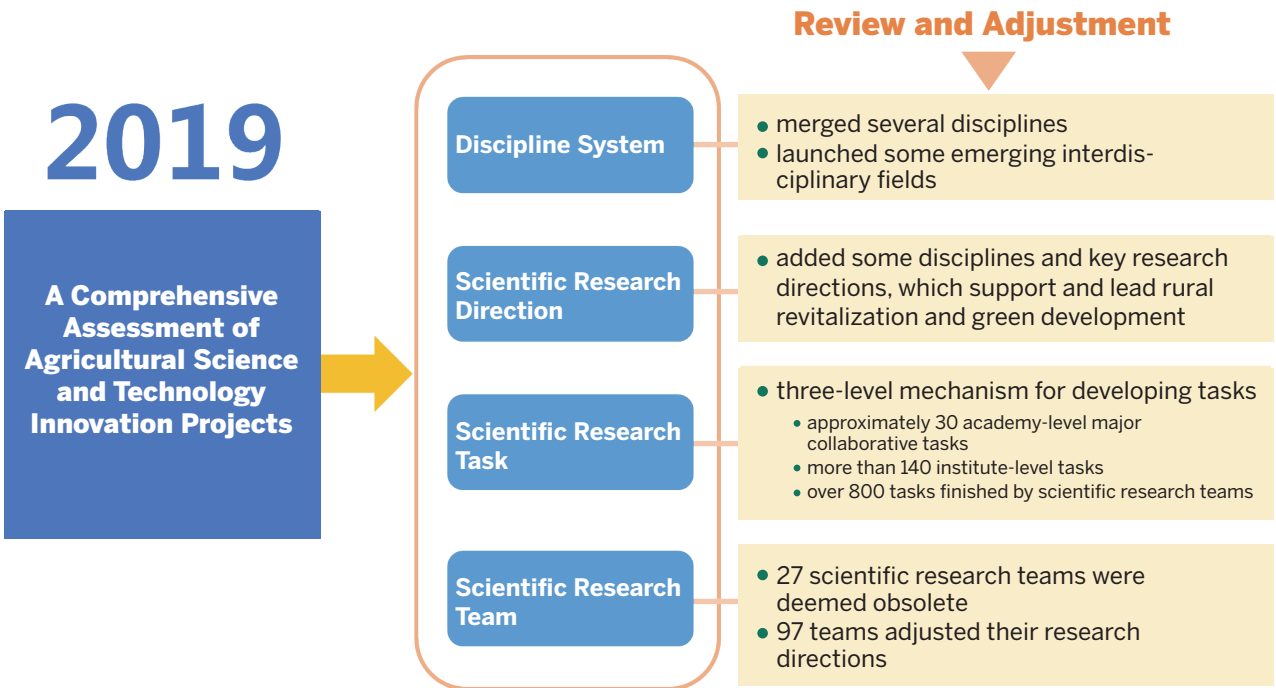 Review and Adjustment
2019
A Comprehensive
Assessment of
Agricultural Science
and Technology
Innovation Projects
Discipline System
• merged several disciplines
• launched some emerging interdis-
ciplinary fields
Scientific Research
Direction
• added some disciplines and key research
directions, which support and lead rural
revitalization and green development
Scientific Research
Task
• three-level mechanism for developing tasks
• approximately 30 academy-level major
collaborative tasks
• more than 140 institute-level tasks
• over 800 tasks finished by scientific research teams
Scientific Research
Team
• 27 scientific research teams were
deemed obsolete
• 97 teams adjusted their research
directions